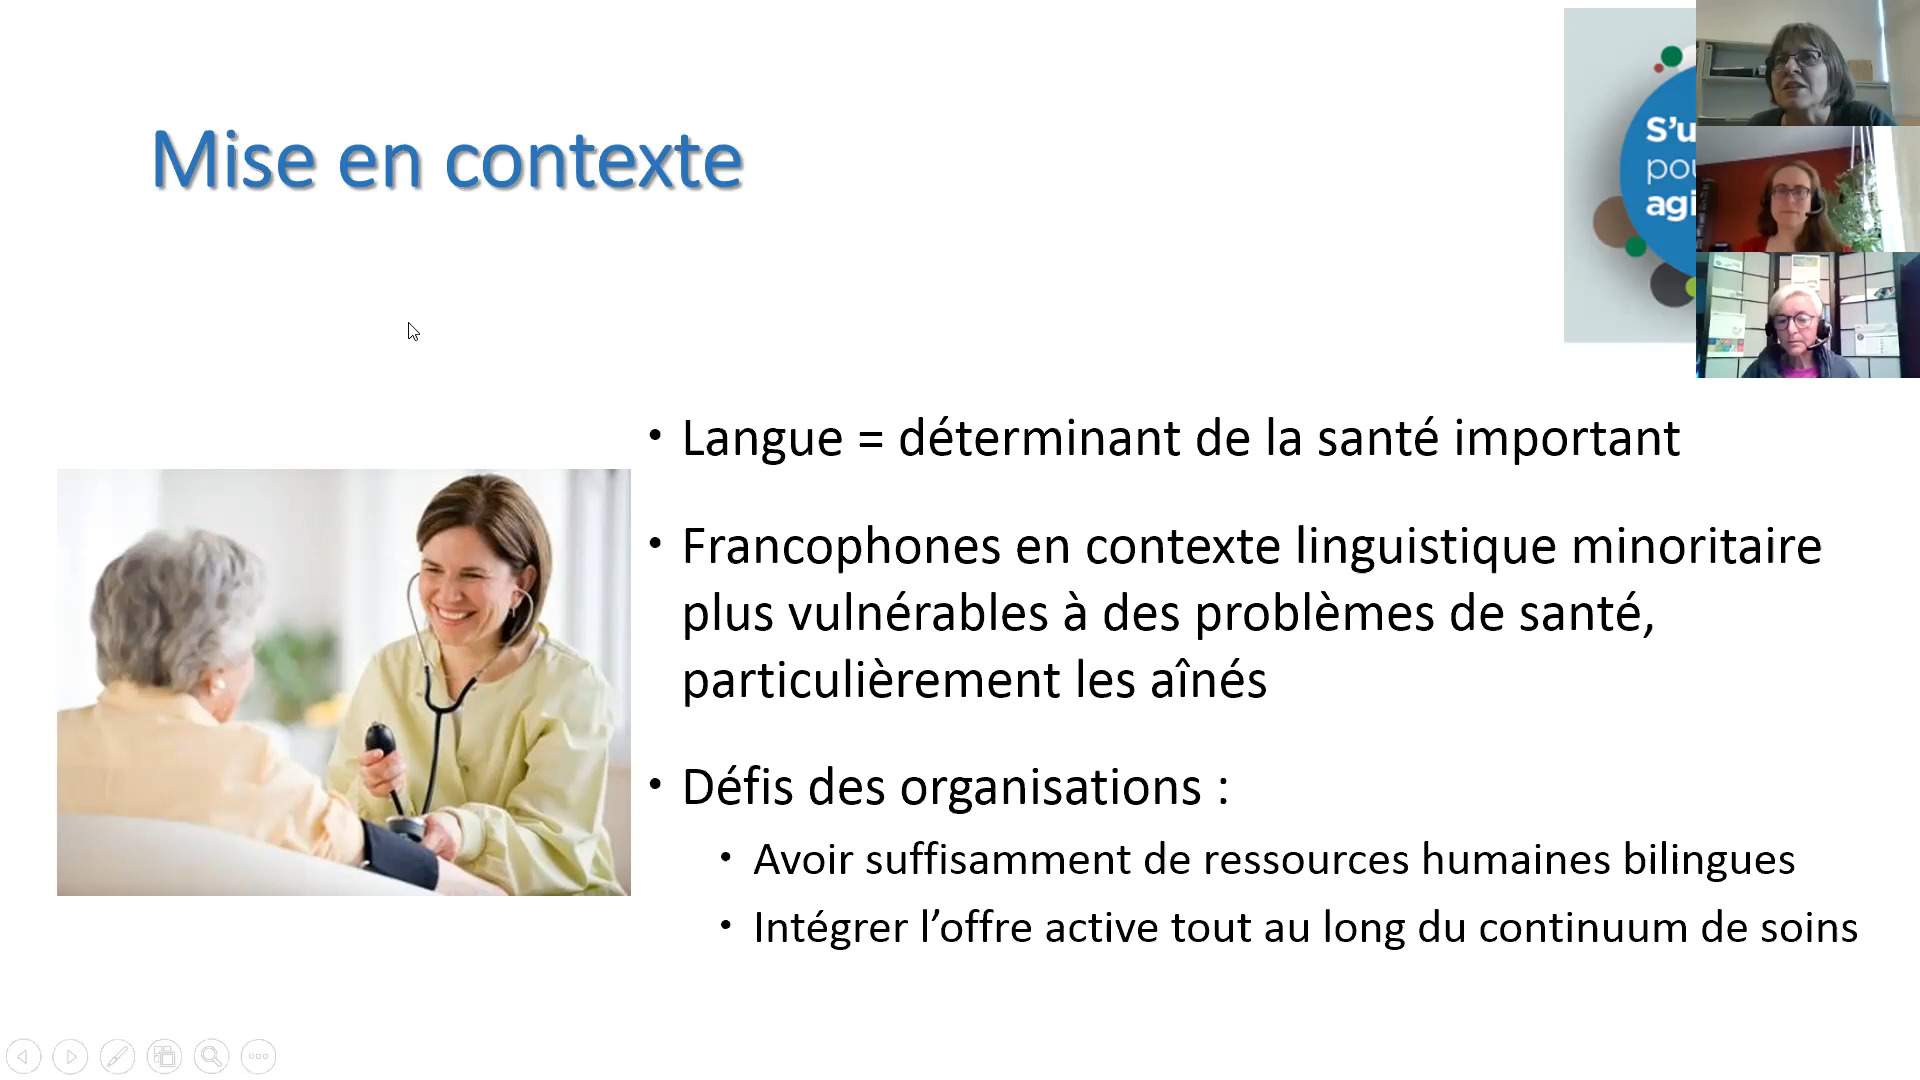 Mise en contexte
S'u
pou
agi
• Langue = déterminant de la santé important
• Francophones en contexte linguistique minoritaire
plus vulnérables à des problèmes de santé,
particulièrement les aînés
• Défis des organisations :
• Avoir suffisamment de ressources humaines bilingues
• Intégrer l’offre active tout au long du continuum de soins